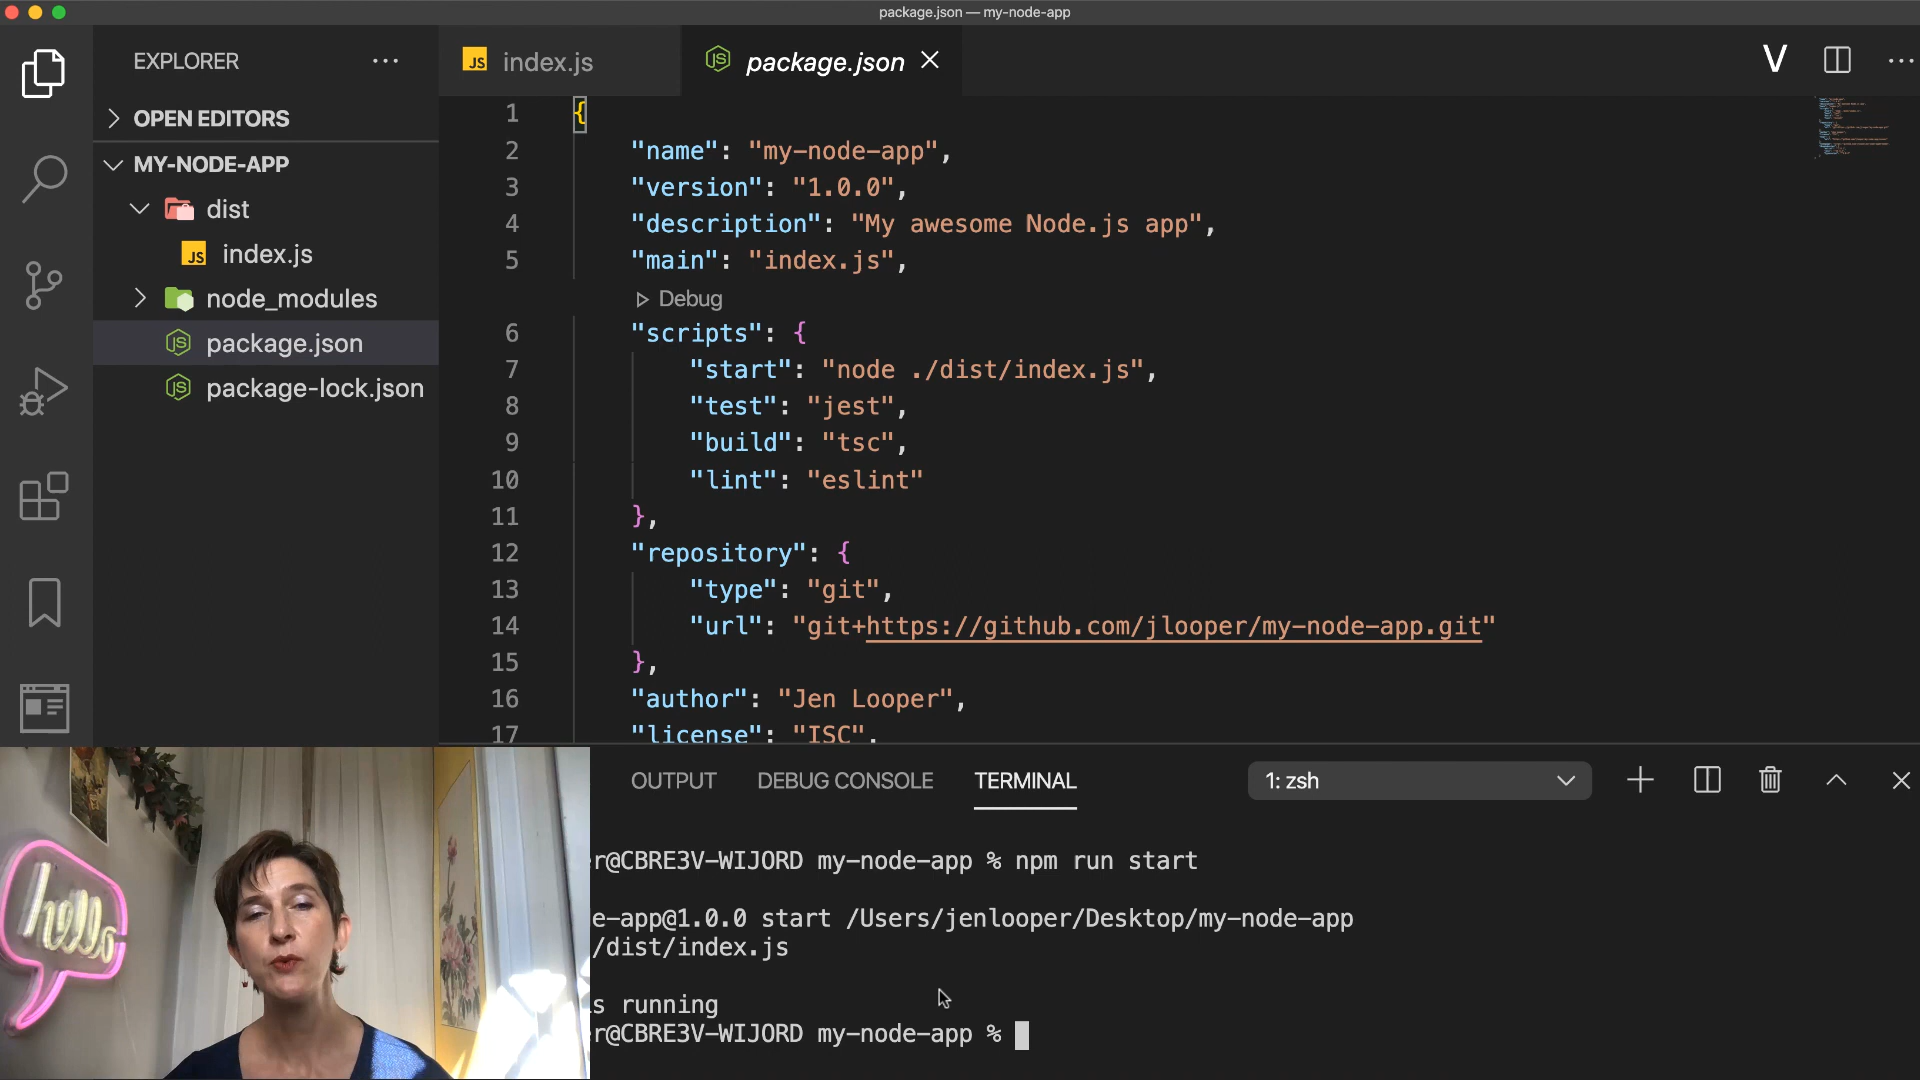 package.json — my-node-app
EXPLORER
OPEN EDITORS
MY-NODE-APP
dist
JS index.js
node_modules
JS package.json
JS package-lock.json
JS index.js
JS package.json
V
1 {
2 "name": "my-node-app",
3 "version": "1.0.0",
4 "description": "My awesome Node.js app",
5 "main": "index.js",
Debug
6 "scripts": {
7 "start": "node ./dist/index.js",
8 "test": "jest",
9 "build": "tsc",
10 "lint": "eslint"
11 },
12 "repository": {
13 "type": "git",
14 "url": "git+https://github.com/jlooper/my-node-app.git"
15 },
16 "author": "Jen Looper",
17 "license": "ISC",
OUTPUT DEBUG CONSOLE TERMINAL 1: zsh
r@CBRE3V-WIJORD my-node-app % npm run start
e-app@1.0.0 start /Users/jenlooper/Desktop/my-node-app
/dist/index.js
s running
r@CBRE3V-WIJORD my-node-app %
hello